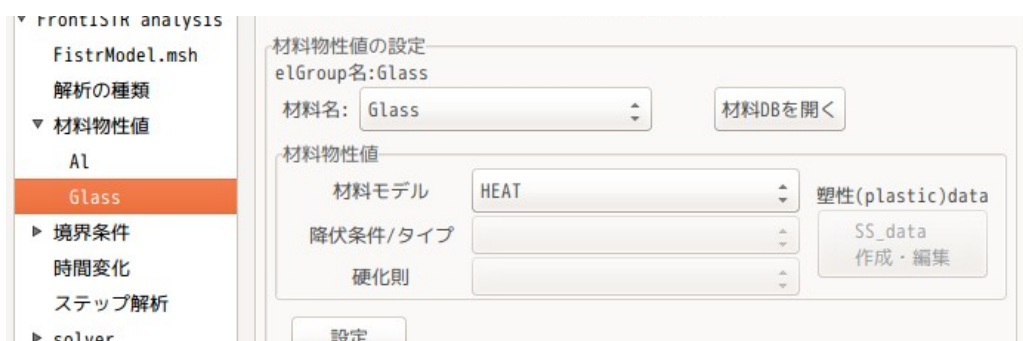 FrontISTR analysis
FistrModel.msh
解析の種類
材料物性値
Al
Glass
境界条件
時間変化
ステップ解析
solver
材料物性値の設定
elGroup名:Glass
材料名: Glass 材料DBを開く
材料物性値
材料モデル HEAT
塑性(plastic)data
降伏条件/タイプ
SS_data
作成・編集
硬化則
設定